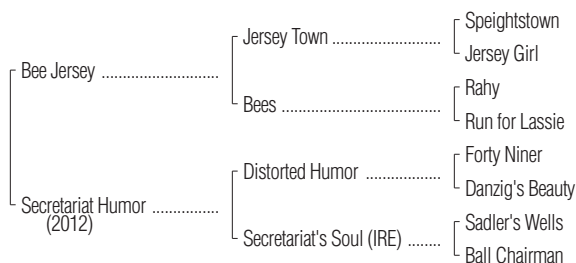 Speightstown
Jersey Town ........................
Jersey Girl
Bee Jersey ..........................
Rahy
Bees ...................................
Run for Lassie
Forty Niner
Distorted Humor .................
Danzig's Beauty
Secretariat Humor ...............
(2012)
Sadler's Wells
Secretariat's Soul (IRE) .......
Ball Chairman